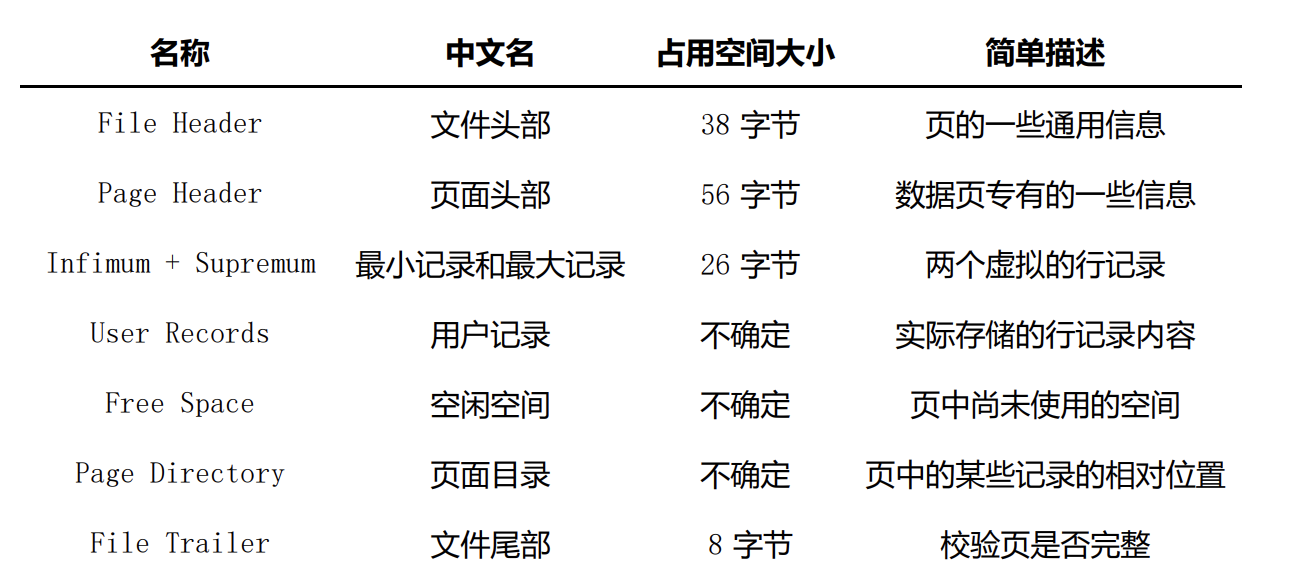 名称 中文名 占用空间大小 简单描述
File Header 文件头部 38 字节 页的一些通用信息
Page Header 页面头部 56 字节 数据页专有的一些信息
Infimum + Supremum 最小记录和最大记录 26 字节 两个虚拟的行记录
User Records 用户记录 不确定 实际存储的行记录内容
Free Space 空闲空间 不确定 页中尚未使用的空间
Page Directory 页面目录 不确定 页中的某些记录的相对位置
File Trailer 文件尾部 8 字节 校验页是否完整